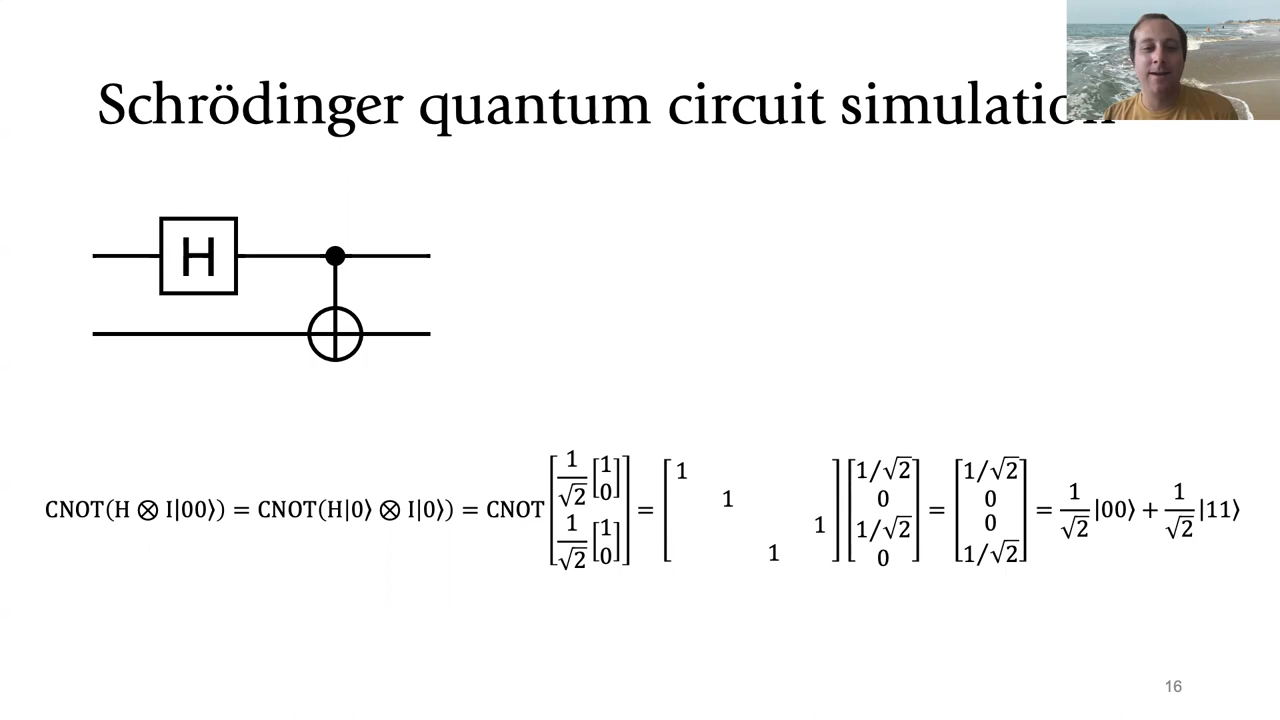 Schrödinger quantum circuit simulation
H
CNOT(H ⊗ I|00⟩) = CNOT(H|0⟩ ⊗ I|0⟩) = CNOT [1/√2 [1 0] 1/√2 [1 0]] = [1 1 1 1] [1/√2 0 1/√2 0] = [1/√2 0 0 1/√2] = 1/√2 |00⟩ + 1/√2 |11⟩
16